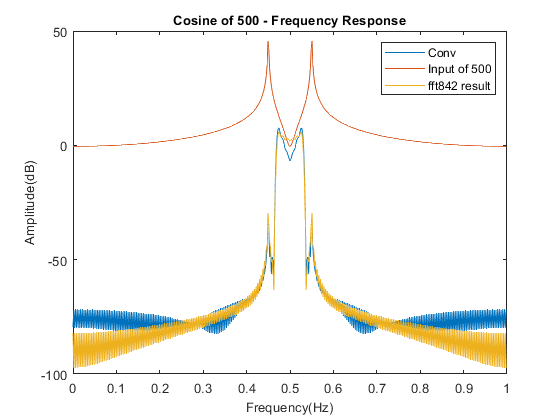 Cosine of 500 - Frequency Response
Conv
Input of 500
fft842 result
Amplitude(dB)
50
0
-50
-100
0 0.1 0.2 0.3 0.4 0.5 0.6 0.7 0.8 0.9 1
Frequency(Hz)